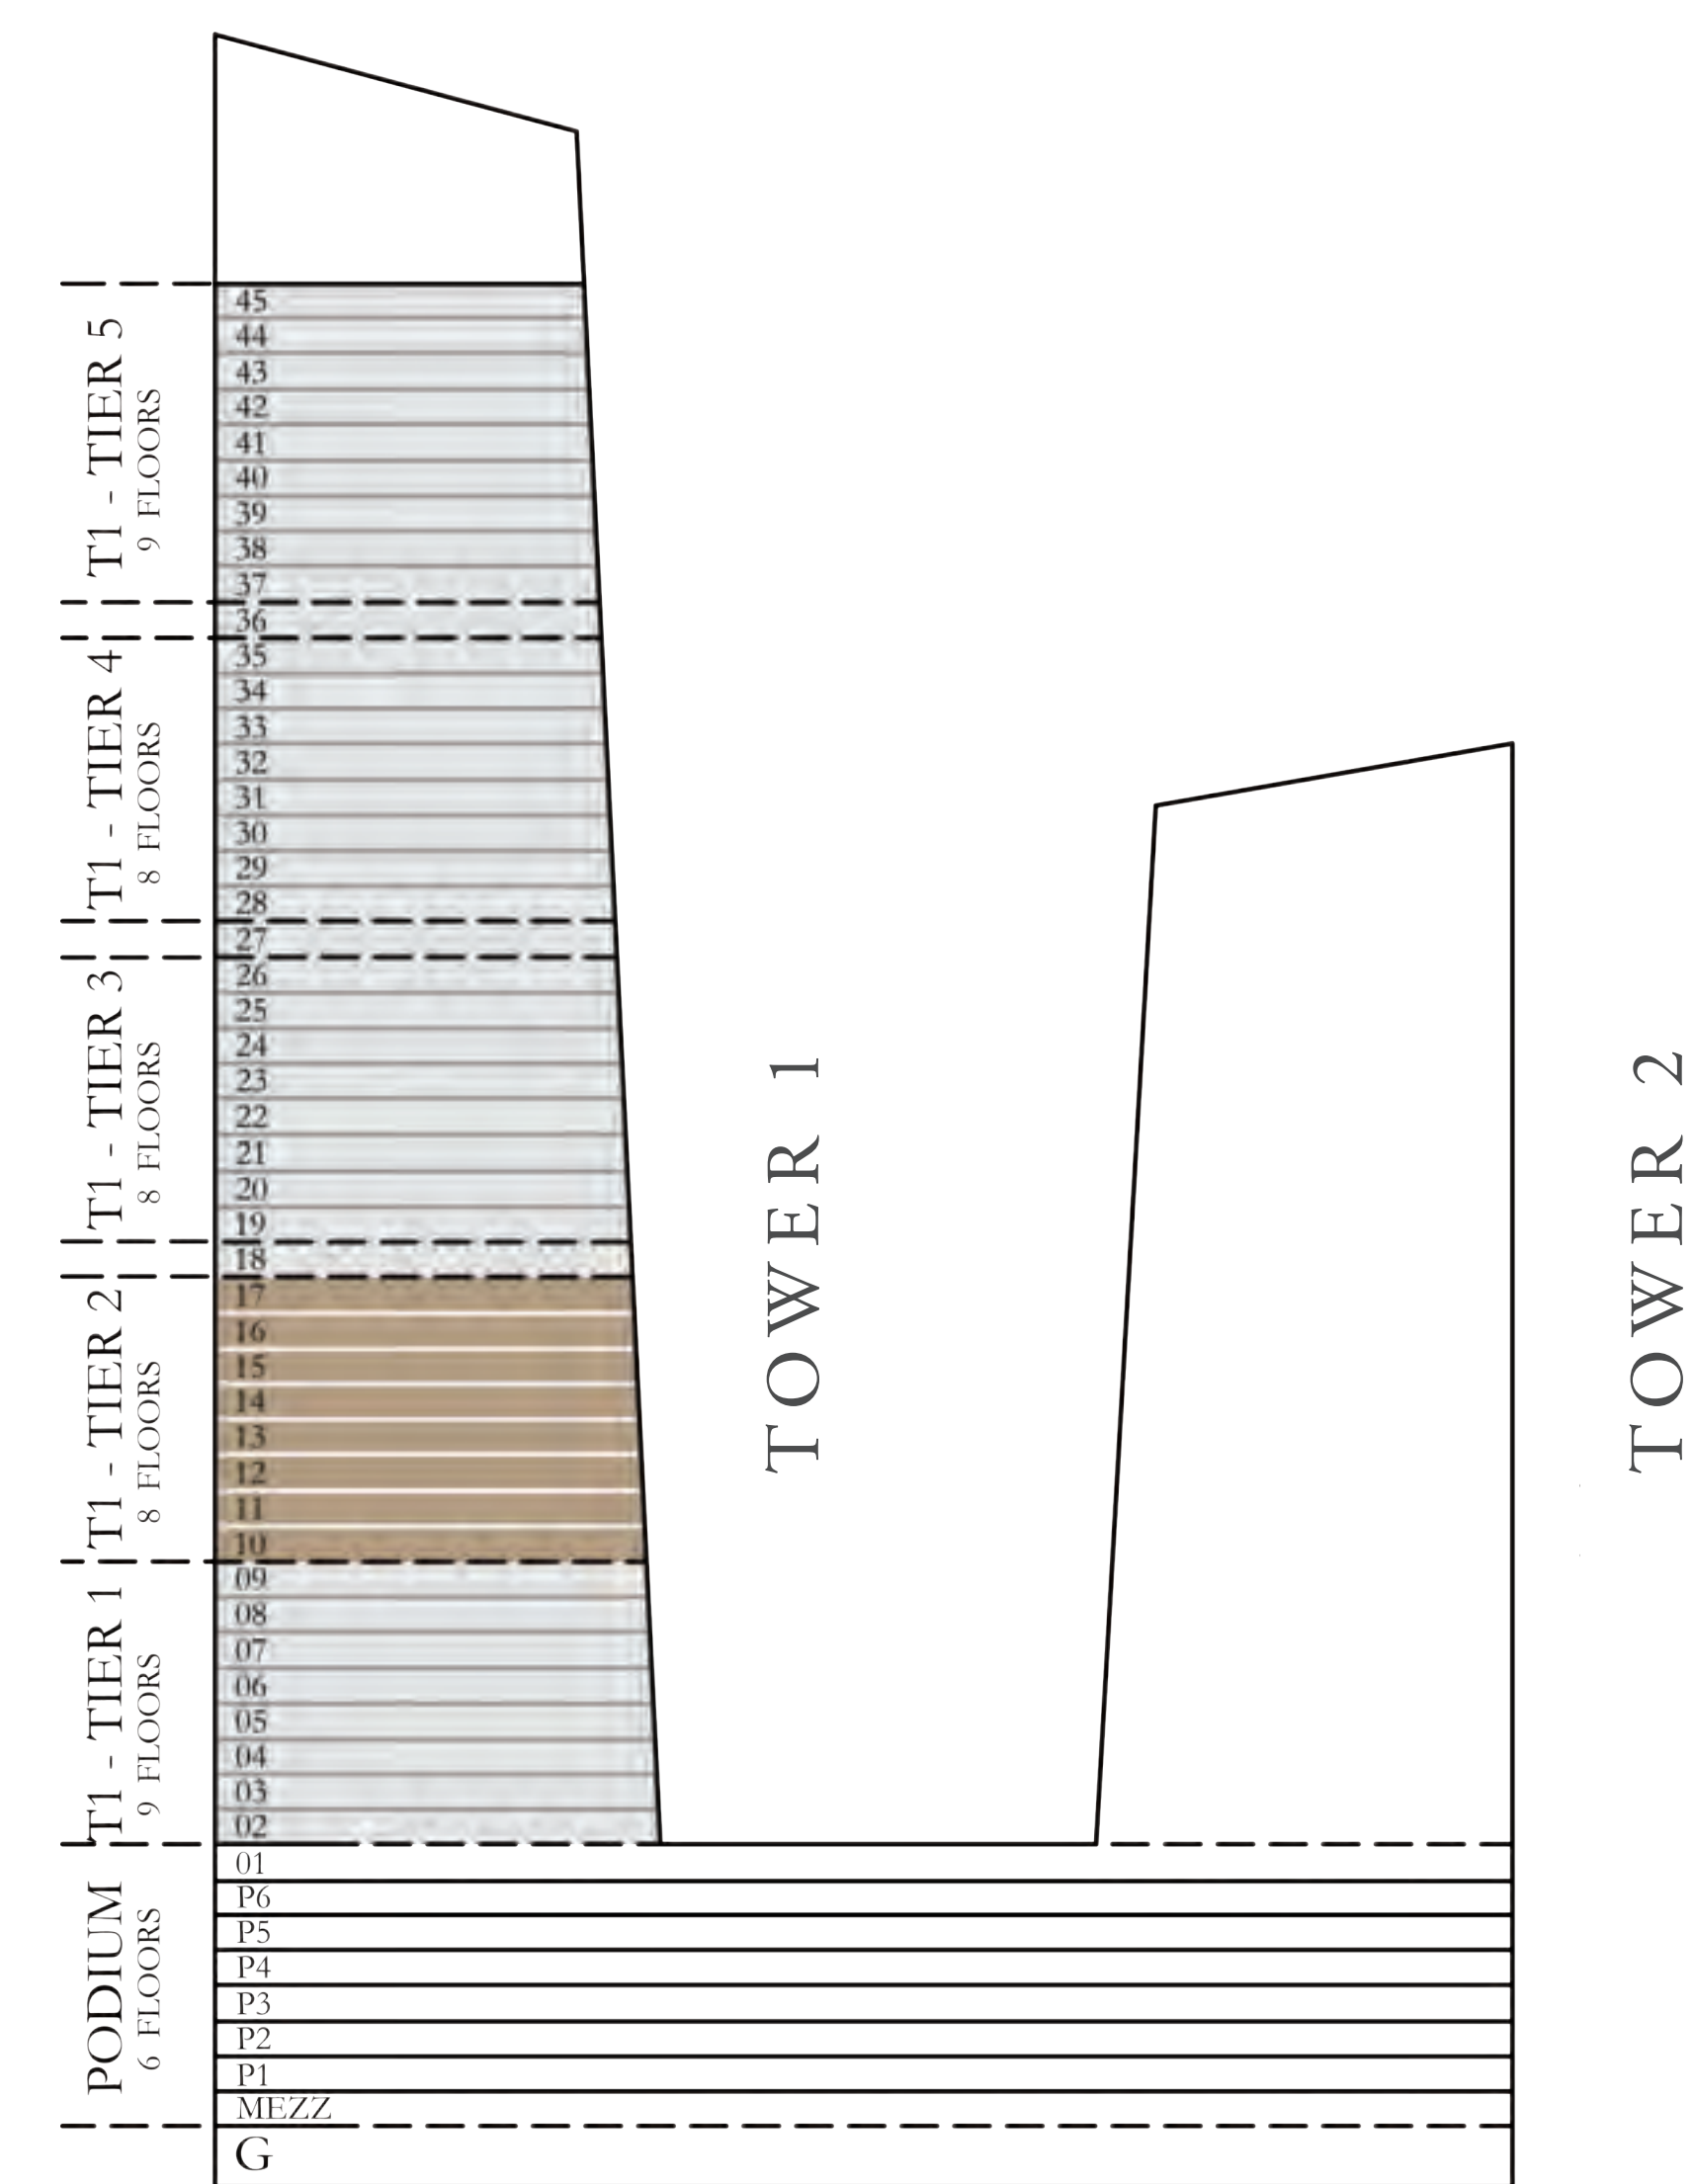 T1 - TIER 5
9 FLOORS
T1 - TIER 4
8 FLOORS
T1 - TIER 3
8 FLOORS
T1 - TIER 2
8 FLOORS
T1 - TIER 1
9 FLOORS
PODIUM
6 FLOORS
45
44
43
42
41
40
39
38
37
36
35
34
33
32
31
30
29
28
27
26
25
24
23
22
21
20
19
18
17
16
15
14
13
12
11
10
09
08
07
06
05
04
03
02
01
P6
P5
P4
P3
P2
P1
MEZZ
G
TOWER 1
TOWER 2